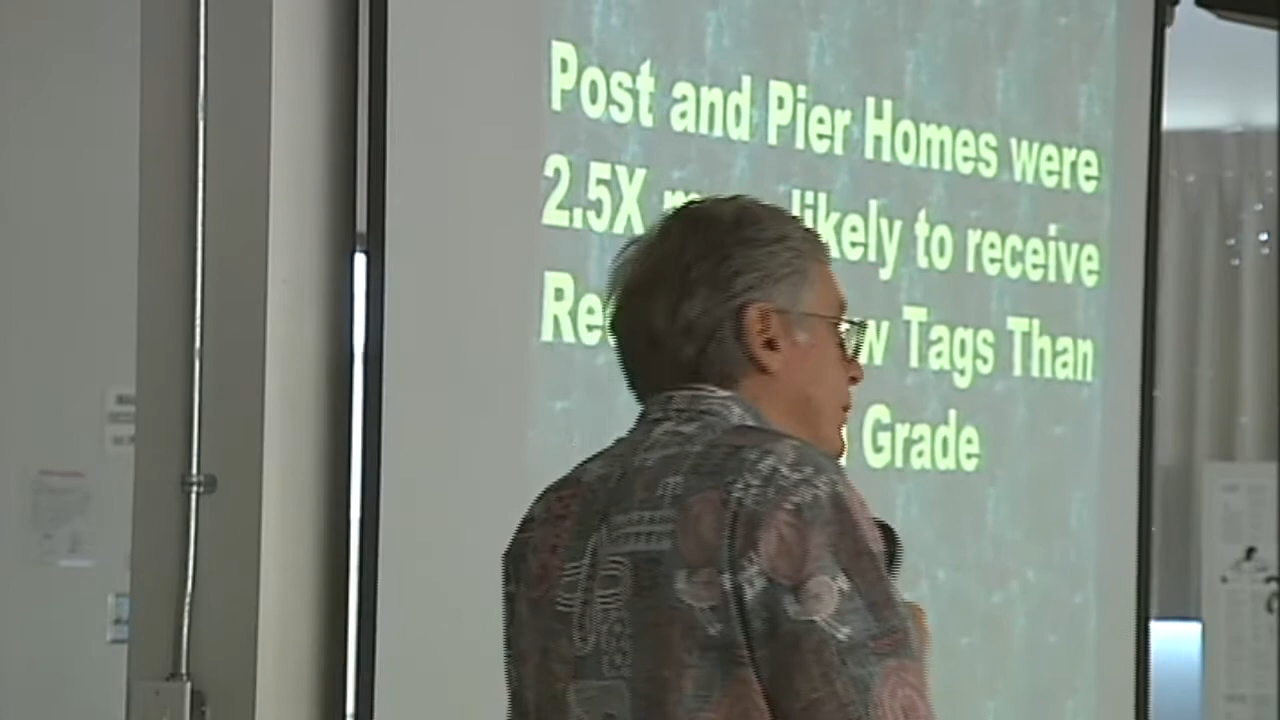 Post and Pier Homes were
2.5X likely to receive
Tags Than
Grade